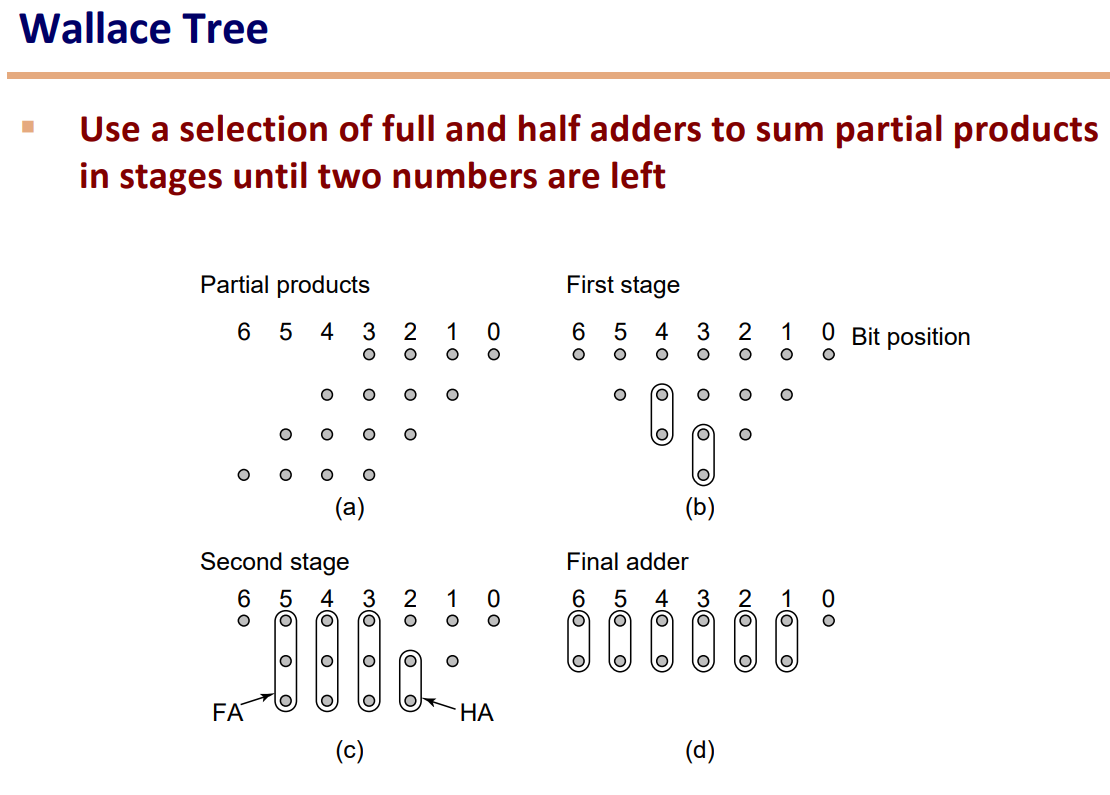 Wallace Tree
Use a selection of full and half adders to sum partial products
in stages until two numbers are left
Partial products
6 5 4 3 2 1 0
(a)
First stage
6 5 4 3 2 1 0 Bit position
(b)
Second stage
6 5 4 3 2 1 0
FA HA
(c)
Final adder
6 5 4 3 2 1 0
(d)